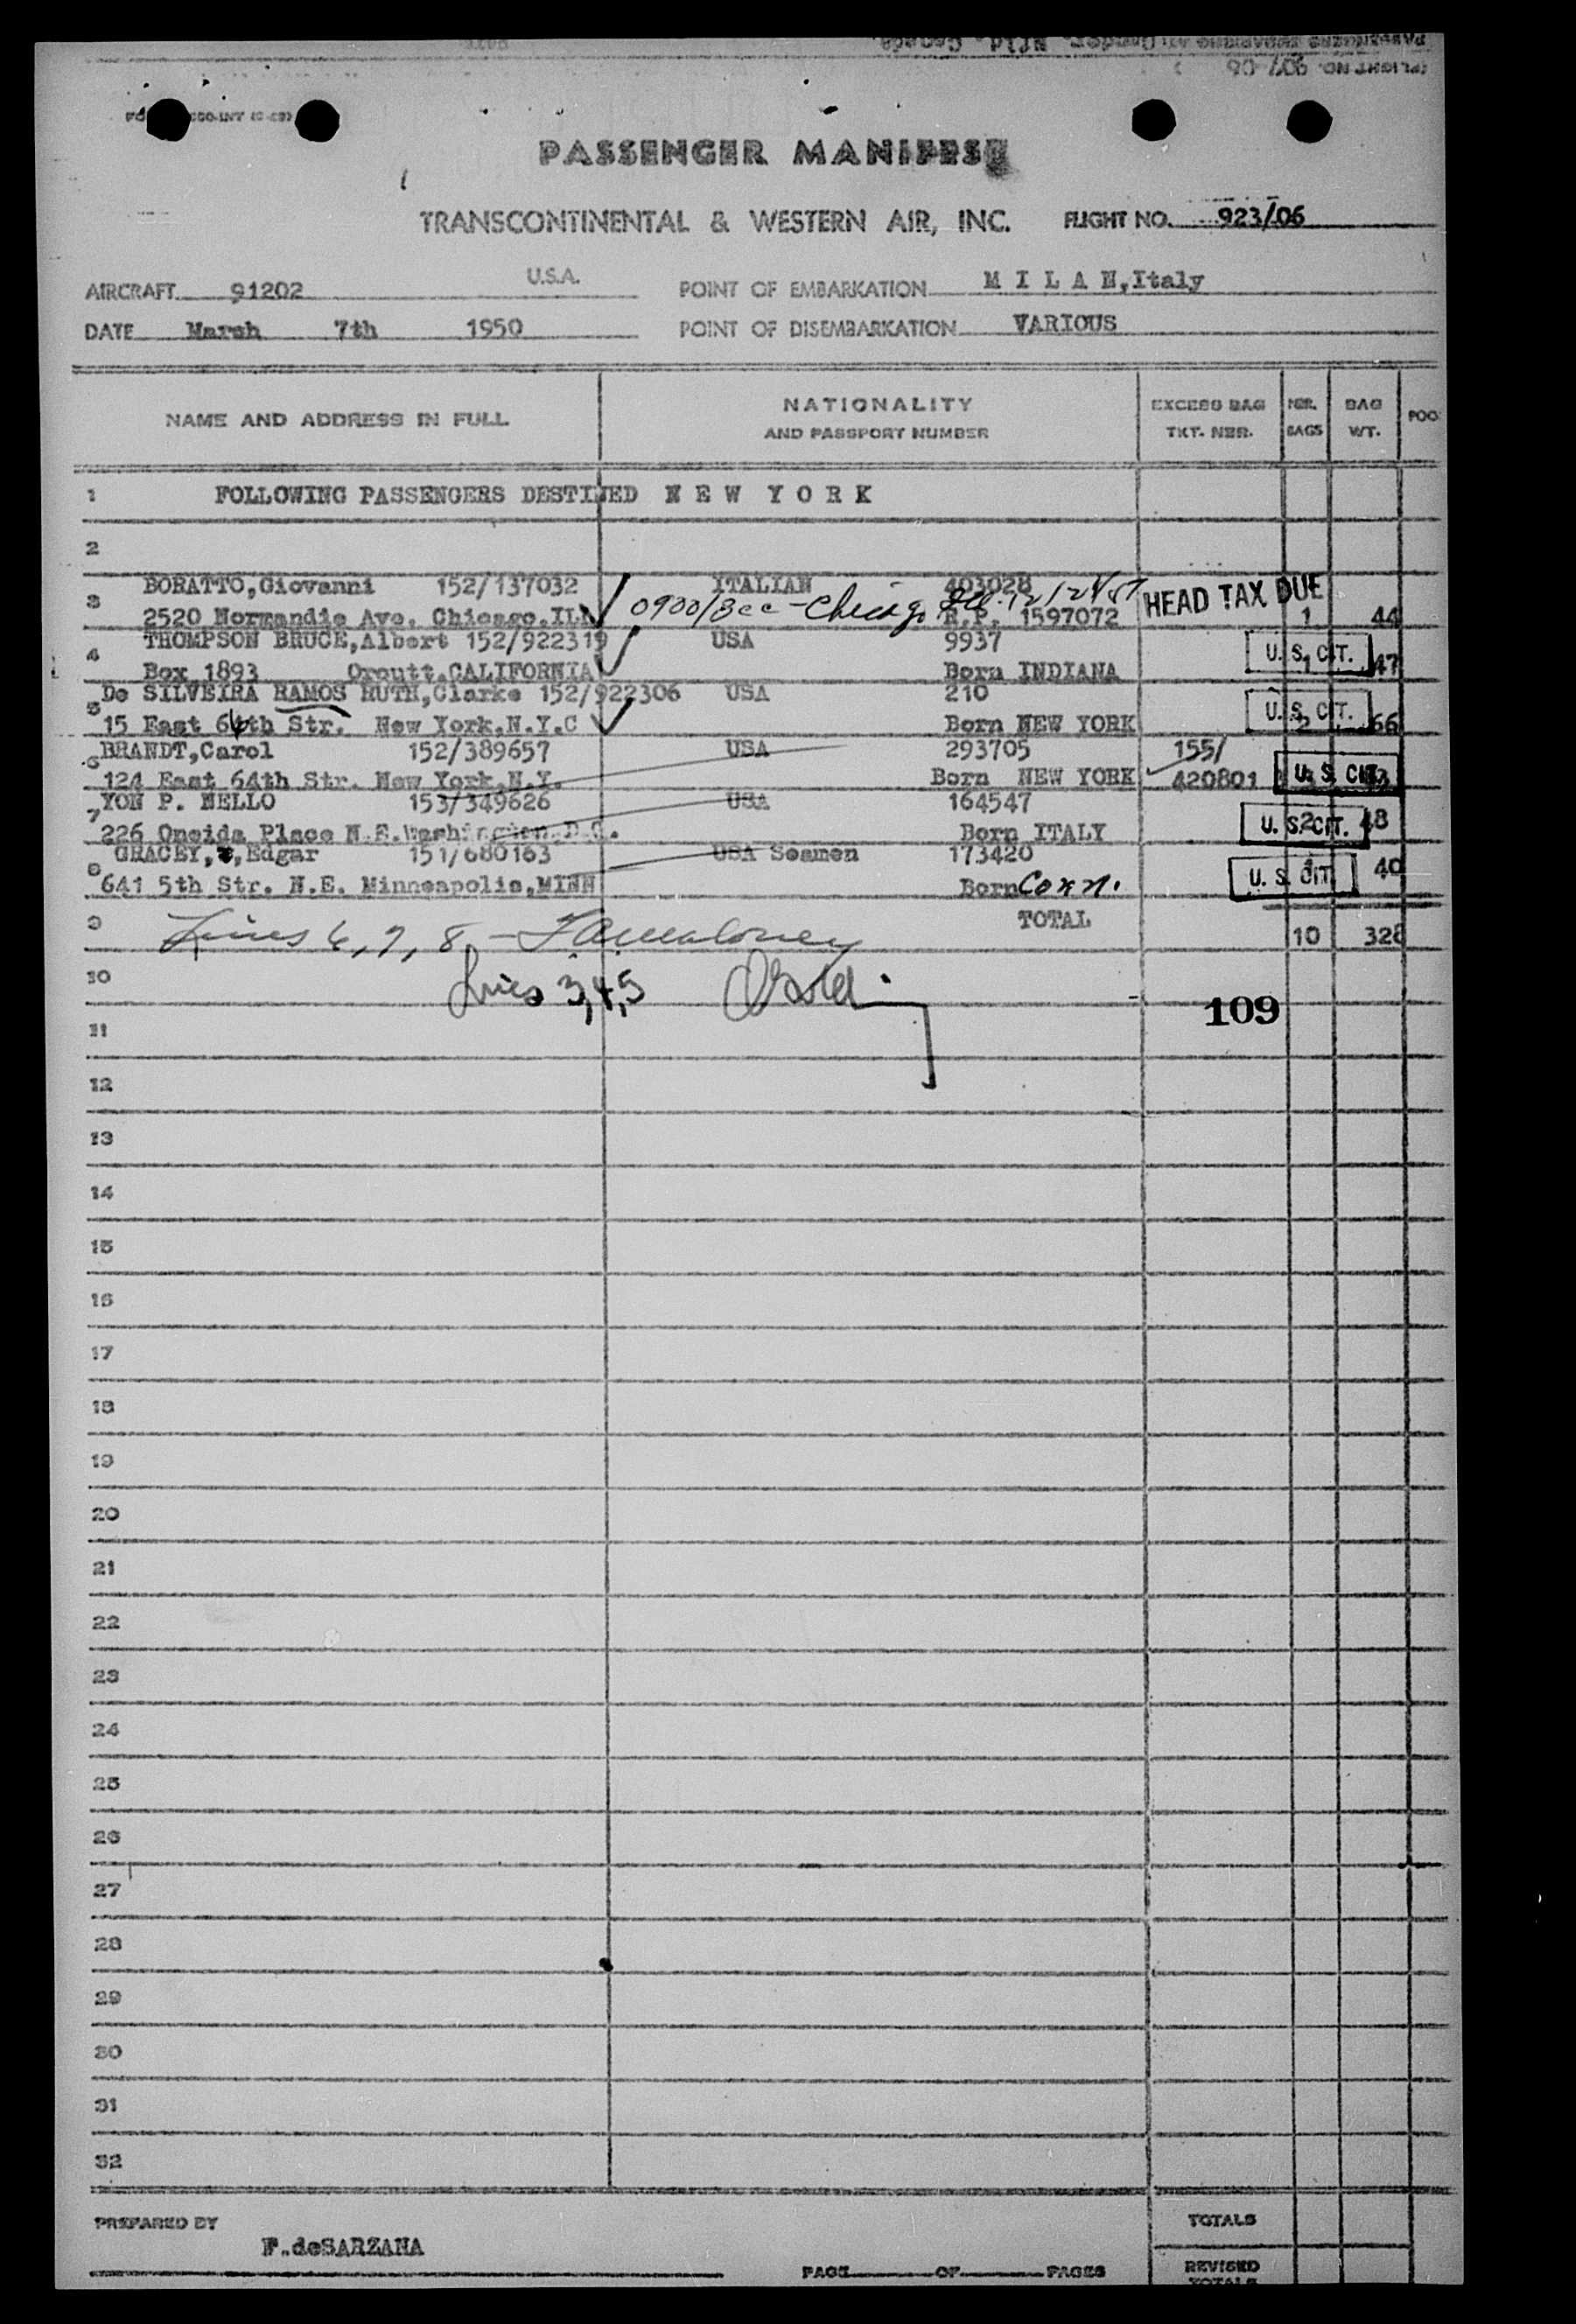 PASSENGER MANIFEST
TRANSCONTINENTAL & WESTERN AIR, INC. FLIGHT NO. 923/06
AIRCRAFT 91202 U.S.A. POINT OF EMBARKATION M I L A N,Italy
DATE Marsh 7th 1950 POINT OF DISEMBARKATION VARIOUS
NAME AND ADDRESS IN FULL NATIONALITY AND PASSPORT NUMBER EXCESS BAG TKT. NBR. NBR. BAGS BAG WT. POO
1 FOLLOWING PASSENGERS DESTINED N E W Y O R K
2
3 BORATTO,Giovanni 152/137032 ITALIAN 403028 HEAD TAX DUE
2520 Normandie Ave. Chicago.ILL 0900/Bec - Chicago R.P. 1597072 1 44
4 THOMPSON BRUCE,Albert 152/922319 USA 9937 U. S. CIT.
Box 1893 Orcutt.CALIFORNIA Born INDIANA 1 47
5 De SILVEIRA RAMOS RUTH,Clarke 152/922306 USA 210 U. S. CIT.
15 East 64th Str. New York.N.Y.C Born NEW YORK 2 66
6 BRANDT,Carol 152/389657 USA 293705 155/
124 East 64th Str. New York.N.Y. Born NEW YORK 420801 U. S. CIT.
7 YON P. NELLO 153/349626 USA 164547
226 Oneida Place N.E.Washington.D.C. Born ITALY U. S. CIT. 2 48
8 GRACEY, ,Edgar 151/680163 USA Seamen 173420
641 5th Str. N.E. Minneapolis,MINN Born Conn. U. S. CIT. 1 40
9 Lines 6, 7, 8 - TOTAL 10 328
10 Lines 3,4,5
11 109
12
13
14
15
16
17
18
19
20
21
22
23
24
25
26
27
28
29
30
31
32
PREPARED BY F.deSARZANA TOTALS
PAGE OF PAGES REVISED TOTALS